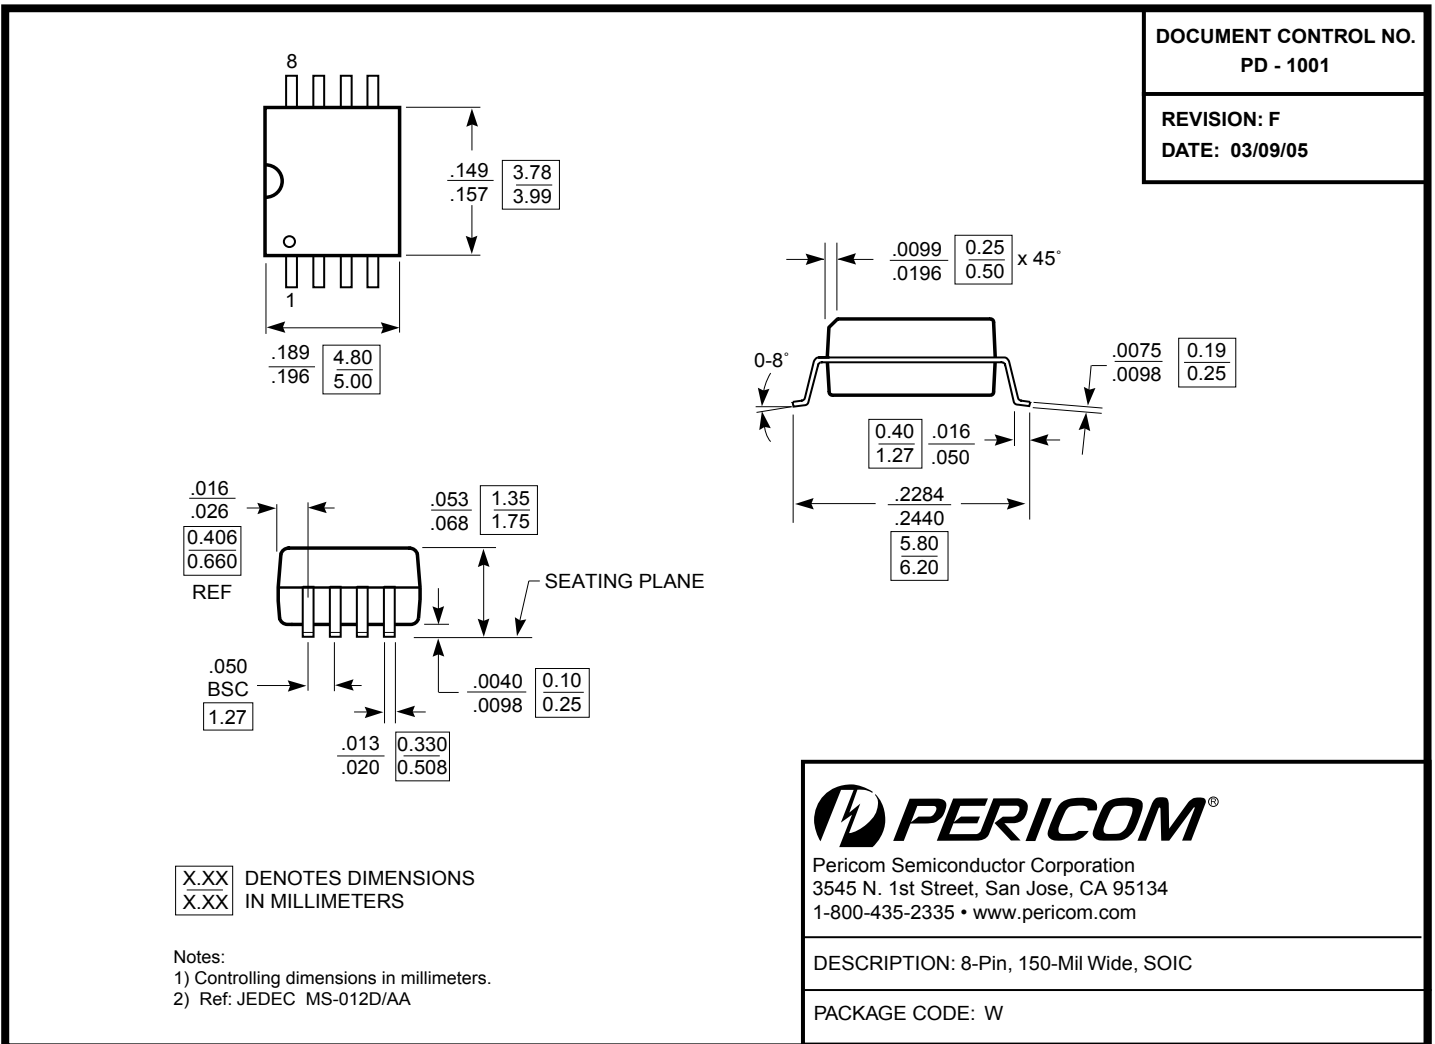 DOCUMENT CONTROL NO.
PD - 1001
REVISION: F
DATE: 03/09/05
8
.149
.157
3.78
3.99
1
.189
.196
4.80
5.00
.0099
.0196
0.25
0.50
x 45°
0-8°
.0075
.0098
0.19
0.25
0.40
1.27
.016
.050
.2284
.2440
5.80
6.20
.016
.026
0.406
0.660
REF
.053
.068
1.35
1.75
SEATING PLANE
.050
BSC
1.27
.0040
.0098
0.10
0.25
.013
.020
0.330
0.508
X.XX
X.XX
DENOTES DIMENSIONS
IN MILLIMETERS
Notes:
1) Controlling dimensions in millimeters.
2) Ref: JEDEC MS-012D/AA
PERICOM®
Pericom Semiconductor Corporation
3545 N. 1st Street, San Jose, CA 95134
1-800-435-2335 • www.pericom.com
DESCRIPTION: 8-Pin, 150-Mil Wide, SOIC
PACKAGE CODE: W